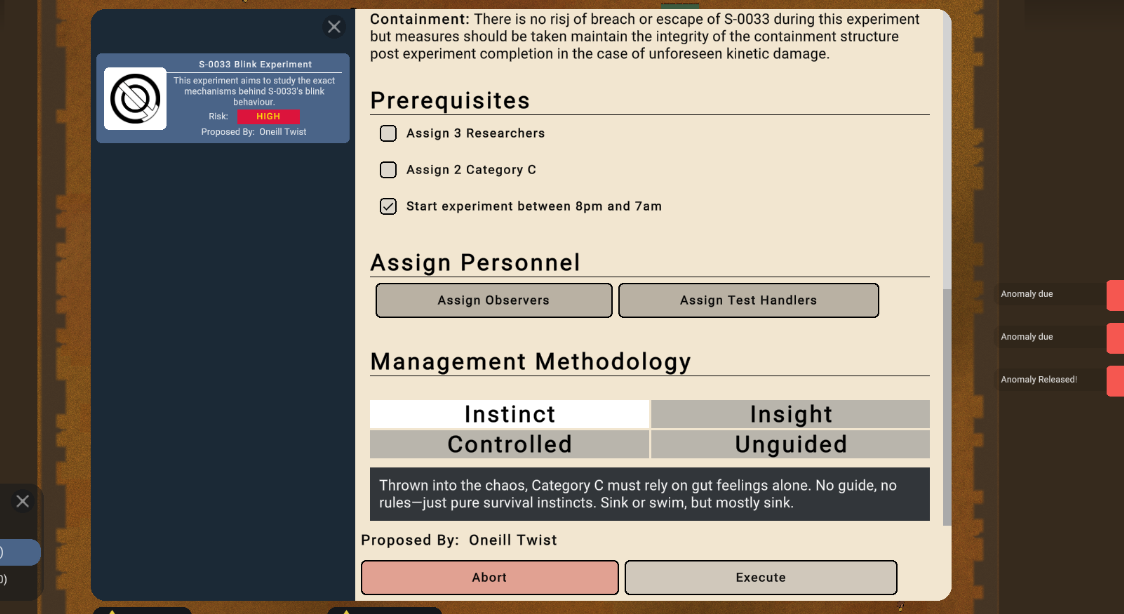 S-0033 Blink Experiment
This experiment aims to study the exact
mechanisms behind S-0033's blink
behaviour.
Risk: HIGH
Proposed By: Oneill Twist
Containment: There is no risj of breach or escape of S-0033 during this experiment
but measures should be taken maintain the integrity of the containment structure
post experiment completion in the case of unforeseen kinetic damage.
Prerequisites
Assign 3 Researchers
Assign 2 Category C
Start experiment between 8pm and 7am
Assign Personnel
Assign Observers
Assign Test Handlers
Management Methodology
Instinct
Insight
Controlled
Unguided
Thrown into the chaos, Category C must rely on gut feelings alone. No guide, no
rules—just pure survival instincts. Sink or swim, but mostly sink.
Proposed By: Oneill Twist
Abort
Execute
Anomaly due
Anomaly due
Anomaly Released!
)
0)